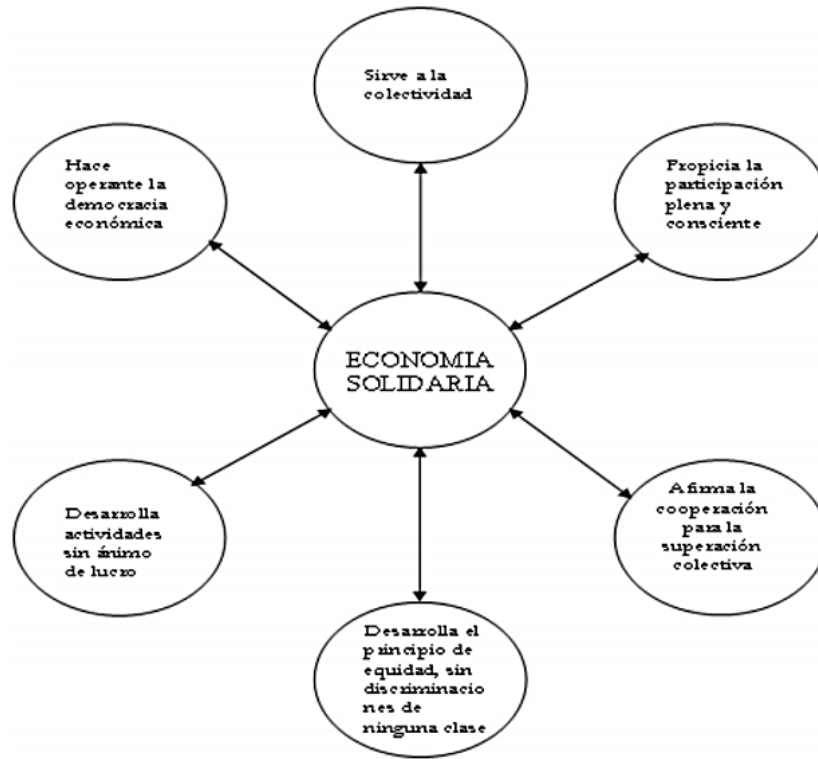 Sirve a la
colectividad
Hace
operante la
democracia
económica
Propicia la
participación
plena y
consciente
ECONOMIA
SOLIDARIA
Desarrolla
actividades
sin ánimo
de lucro
Afirma la
cooperación
para la
superación
colectiva
Desarrolla el
principio de
equidad, sin
discriminacio
nes de
ninguna clase